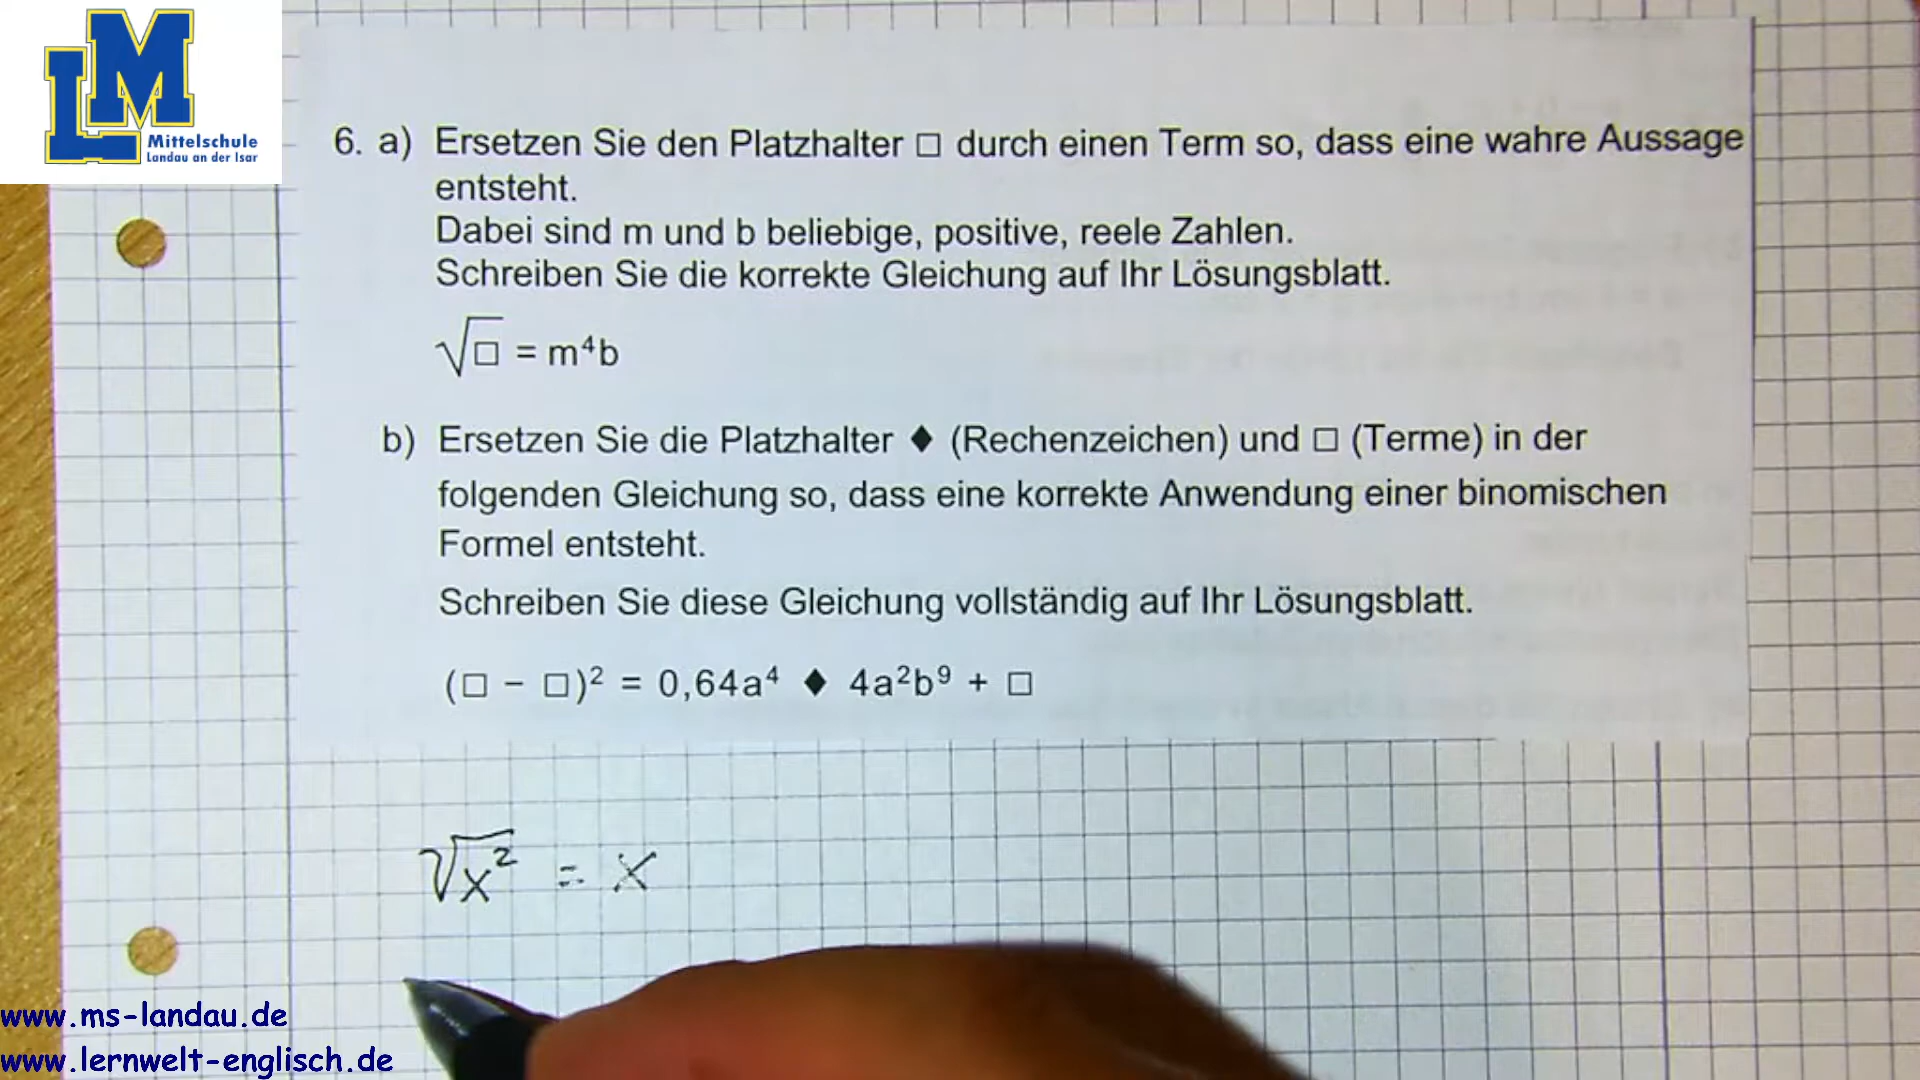 LM
Mittelschule
Landau an der Isar
6. a) Ersetzen Sie den Platzhalter □ durch einen Term so, dass eine wahre Aussage
entsteht.
Dabei sind m und b beliebige, positive, reele Zahlen.
Schreiben Sie die korrekte Gleichung auf Ihr Lösungsblatt.
√□ = m⁴b
b) Ersetzen Sie die Platzhalter ♦ (Rechenzeichen) und □ (Terme) in der
folgenden Gleichung so, dass eine korrekte Anwendung einer binomischen
Formel entsteht.
Schreiben Sie diese Gleichung vollständig auf Ihr Lösungsblatt.
(□ − □)² = 0,64a⁴ ♦ 4a²b⁹ + □
√x² = x
www.ms-landau.de
www.lernwelt-englisch.de